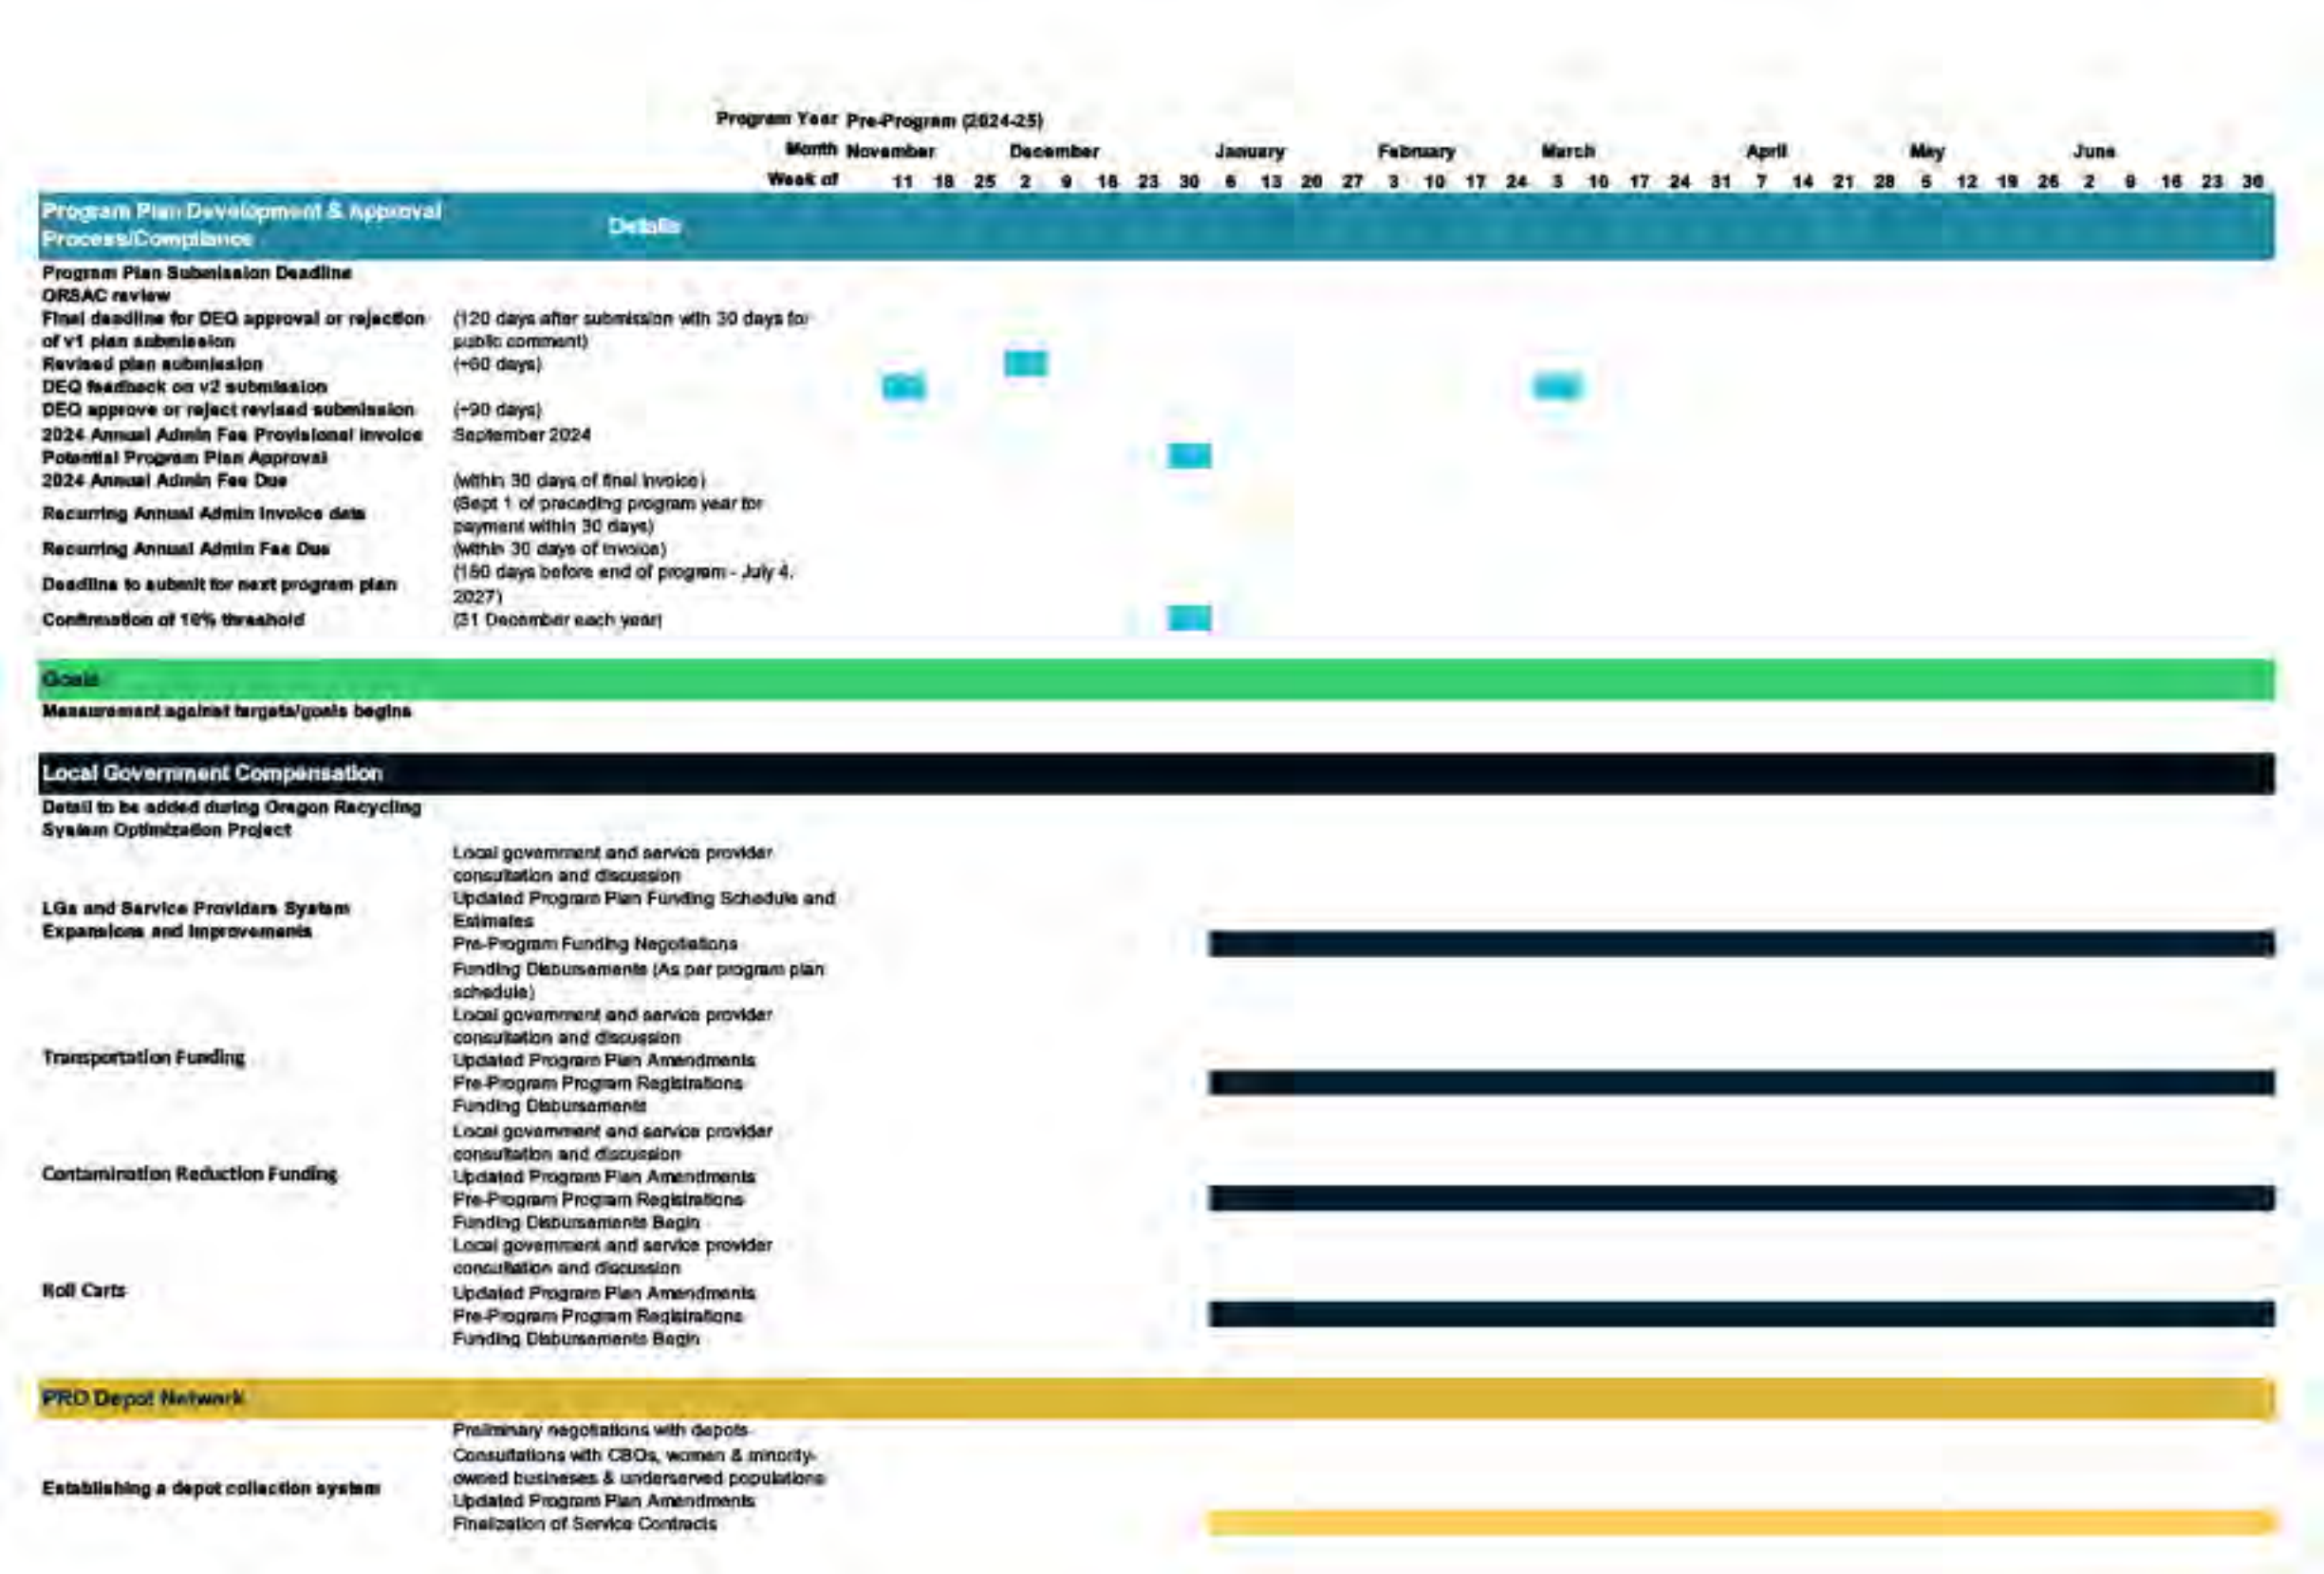 Program Year Pre-Program (2024-25)
Month November December January February March April May June
Week of 11 18 25 2 9 16 23 30 6 13 20 27 3 10 17 24 3 10 17 24 31 7 14 21 28 5 12 19 26 2 9 16 23 30
Program Plan Development & Approval
Process/Compliance
Details
Program Plan Submission Deadline
ORSAC review
Final deadline for DEQ approval or rejection
of v1 plan submission
(120 days after submission with 30 days for
public comment)
Revised plan submission (+60 days)
DEQ feedback on v2 submission
DEQ approve or reject revised submission (+90 days)
2024 Annual Admin Fee Provisional Invoice September 2024
Potential Program Plan Approval
2024 Annual Admin Fee Due (within 30 days of final invoice)
Recurring Annual Admin Invoice date
(Sept 1 of preceding program year for
payment within 30 days)
Recurring Annual Admin Fee Due (within 30 days of invoice)
Deadline to submit for next program plan
(180 days before end of program - July 4,
2027)
Confirmation of 10% threshold (31 December each year)
Goals
Measurement against targets/goals begins
Local Government Compensation
Detail to be added during Oregon Recycling
System Optimization Project
LGs and Service Providers System
Expansions and Improvements
Local government and service provider
consultation and discussion
Updated Program Plan Funding Schedule and
Estimates
Pre-Program Funding Negotiations
Funding Disbursements (As per program plan
schedule)
Transportation Funding
Local government and service provider
consultation and discussion
Updated Program Plan Amendments
Pre-Program Program Registrations
Funding Disbursements
Contamination Reduction Funding
Local government and service provider
consultation and discussion
Updated Program Plan Amendments
Pre-Program Program Registrations
Funding Disbursements Begin
Roll Carts
Local government and service provider
consultation and discussion
Updated Program Plan Amendments
Pre-Program Program Registrations
Funding Disbursements Begin
PRO Depot Network
Establishing a depot collection system
Preliminary negotiations with depots
Consultations with CBOs, women & minority-
owned busineses & underserved populations
Updated Program Plan Amendments
Finalization of Service Contracts